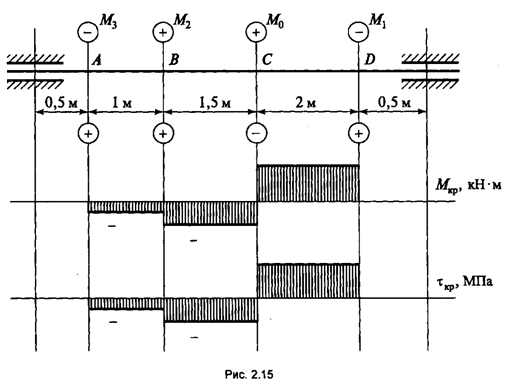 − M₃ + M₂ + M₀ − M₁
A B C D
0,5 м 1 м 1,5 м 2 м 0,5 м
+ + − +
Mкр, кН·м
−
−
τкр, МПа
−
−
Рис. 2.15